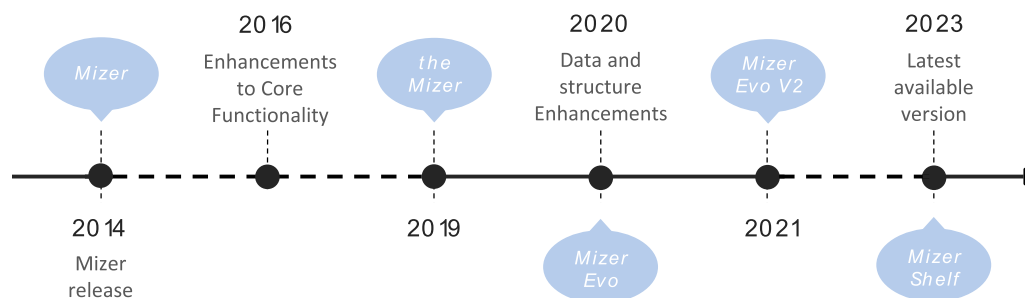 Mizer
2014
Mizer
release
2016
Enhancements
to Core
Functionality
the
Mizer
2019
2020
Data and
structure
Enhancements
Mizer
Evo
Mizer
Evo V2
2021
2023
Latest
available
version
Mizer
Shelf